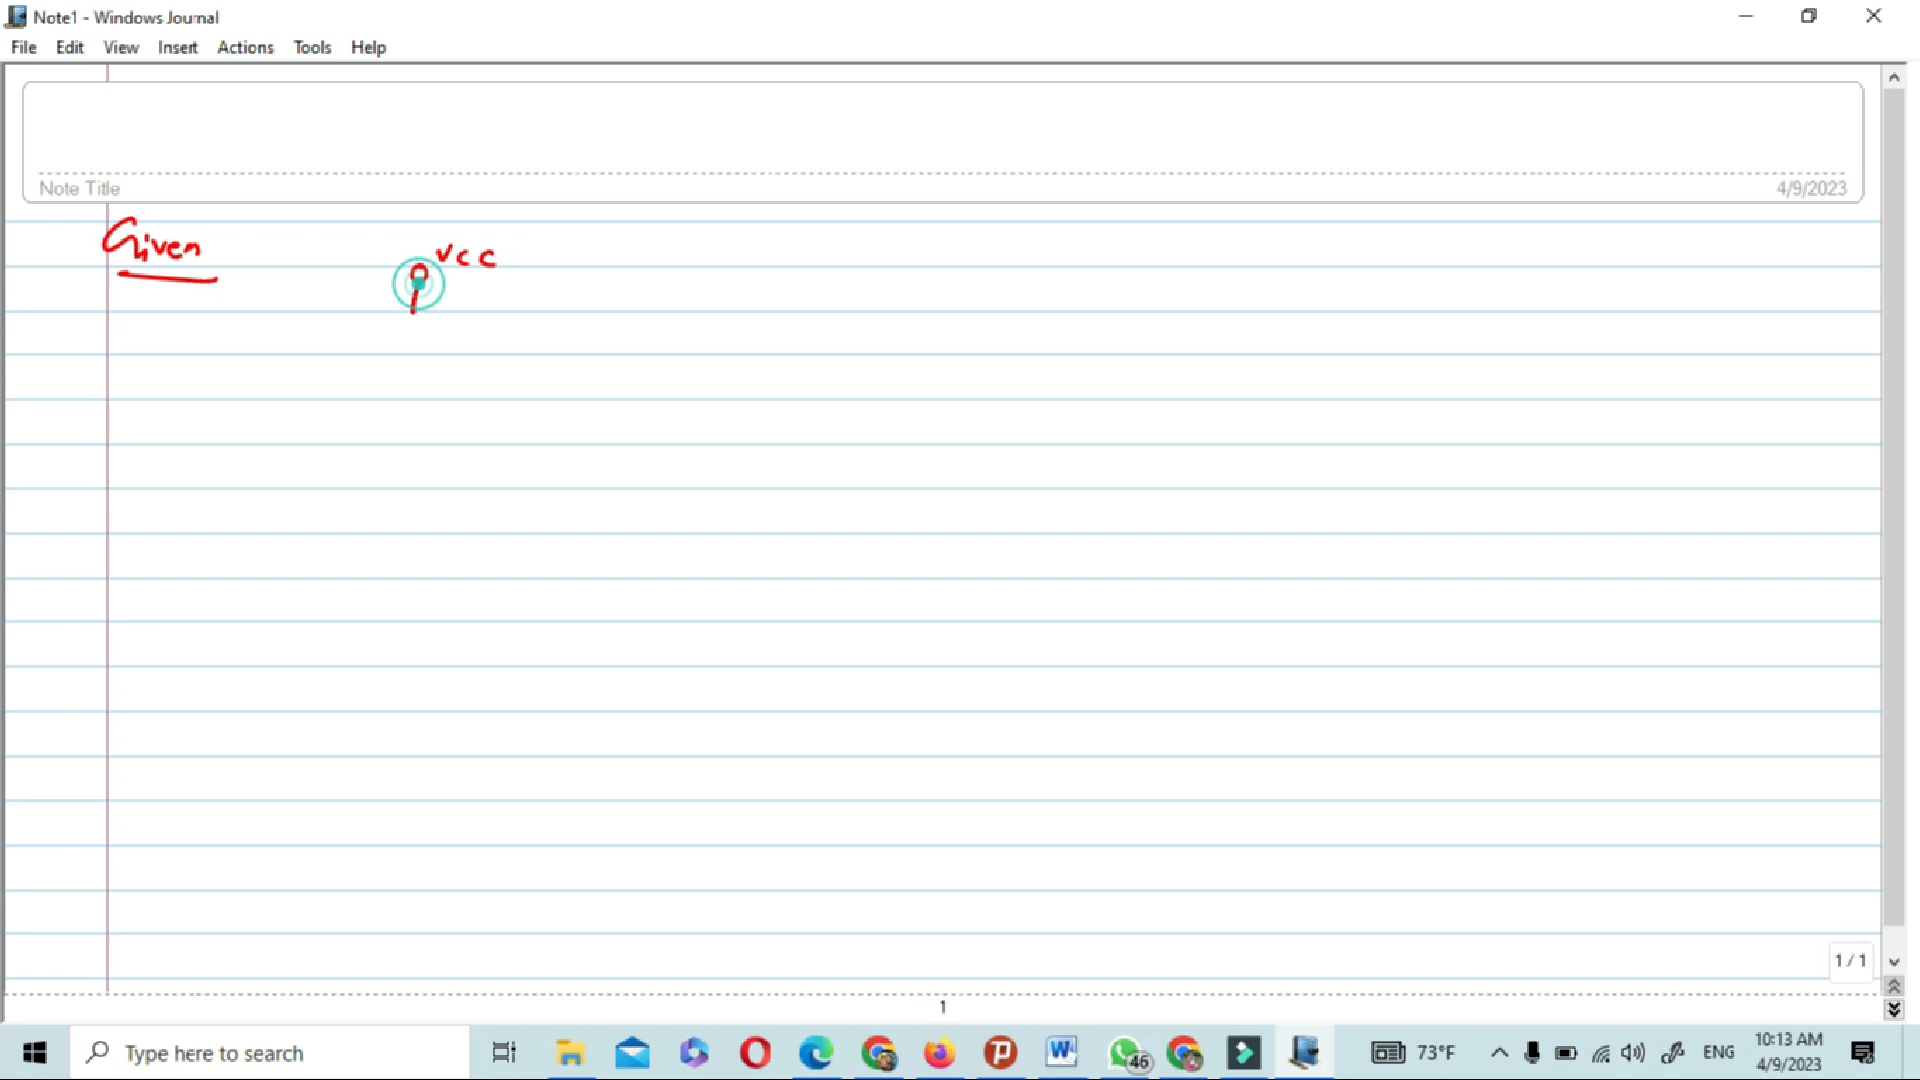 Note1 - Windows Journal
File Edit View Insert Actions Tools Help
Note Title
4/9/2023
Given
VCC
1 / 1
1
Type here to search
46
73°F
ENG
10:13 AM
4/9/2023